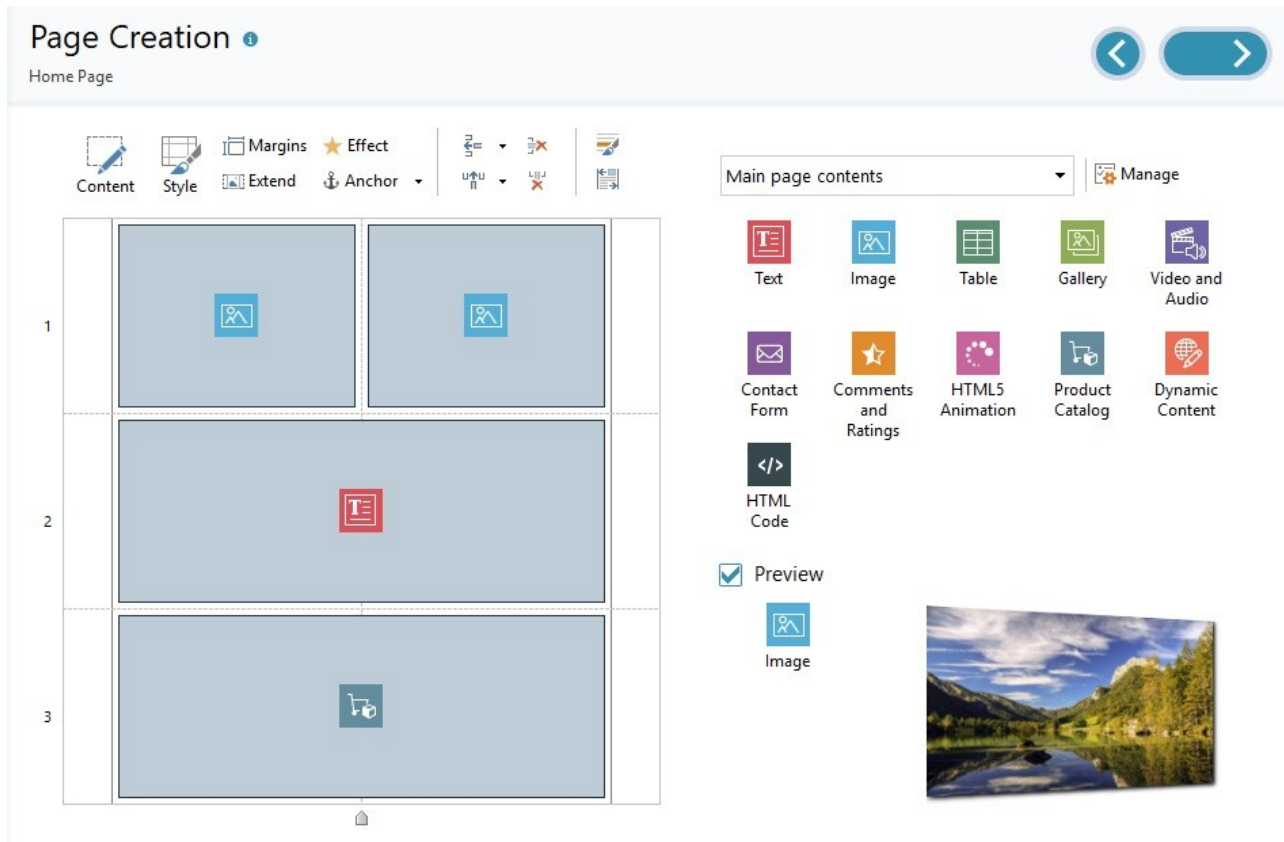 Page Creation
Home Page
Content
Style
Margins
Effect
Extend
Anchor
1
2
3
Main page contents
Manage
Text
Image
Table
Gallery
Video and
Audio
Contact
Form
Comments
and
Ratings
HTML5
Animation
Product
Catalog
Dynamic
Content
</>
HTML
Code
Preview
Image